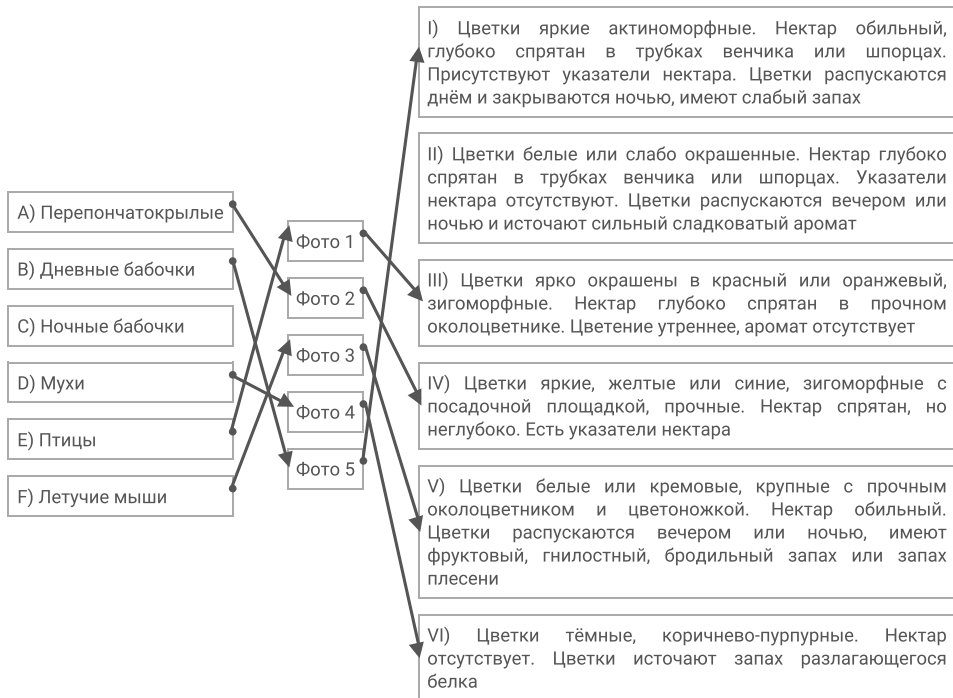 A) Перепончатокрылые
B) Дневные бабочки
C) Ночные бабочки
D) Мухи
E) Птицы
F) Летучие мыши
Фото 1
Фото 2
Фото 3
Фото 4
Фото 5
I) Цветки яркие актиноморфные. Нектар обильный,
глубоко спрятан в трубках венчика или шпорцах.
Присутствуют указатели нектара. Цветки распускаются
днём и закрываются ночью, имеют слабый запах
II) Цветки белые или слабо окрашенные. Нектар глубоко
спрятан в трубках венчика или шпорцах. Указатели
нектара отсутствуют. Цветки распускаются вечером или
ночью и источают сильный сладковатый аромат
III) Цветки ярко окрашены в красный или оранжевый,
зигоморфные. Нектар глубоко спрятан в прочном
околоцветнике. Цветение утреннее, аромат отсутствует
IV) Цветки яркие, желтые или синие, зигоморфные с
посадочной площадкой, прочные. Нектар спрятан, но
неглубоко. Есть указатели нектара
V) Цветки белые или кремовые, крупные с прочным
околоцветником и цветоножкой. Нектар обильный.
Цветки распускаются вечером или ночью, имеют
фруктовый, гнилостный, бродильный запах или запах
плесени
VI) Цветки тёмные, коричнево-пурпурные. Нектар
отсутствует. Цветки источают запах разлагающегося
белка